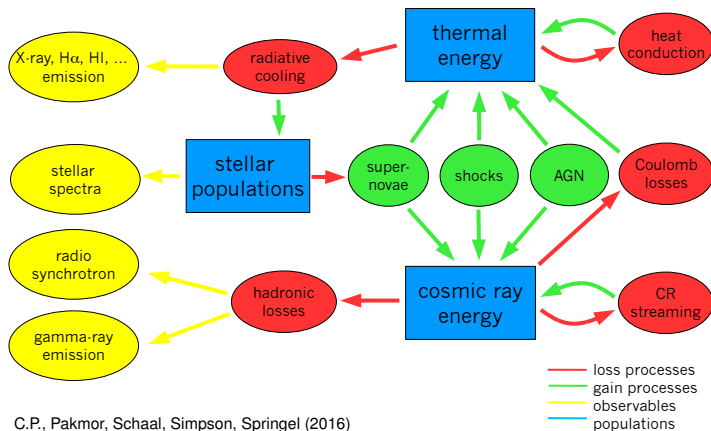 X-ray, Hα, HI, ...
emission
radiative
cooling
thermal
energy
heat
conduction
stellar
spectra
stellar
populations
super-
novae
shocks
AGN
Coulomb
losses
radio
synchrotron
hadronic
losses
cosmic ray
energy
CR
streaming
gamma-ray
emission
loss processes
gain processes
observables
populations
C.P., Pakmor, Schaal, Simpson, Springel (2016)